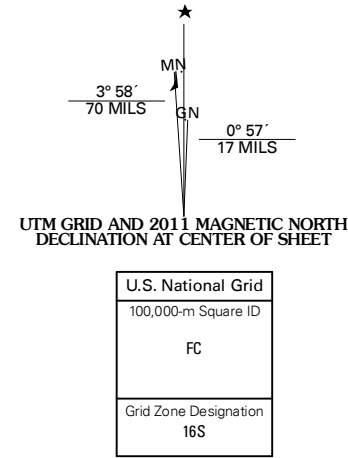 ★
MN
3° 58´
70 MILS
GN
0° 57´
17 MILS
UTM GRID AND 2011 MAGNETIC NORTH
DECLINATION AT CENTER OF SHEET
U.S. National Grid
100,000-m Square ID
FC
Grid Zone Designation
16S